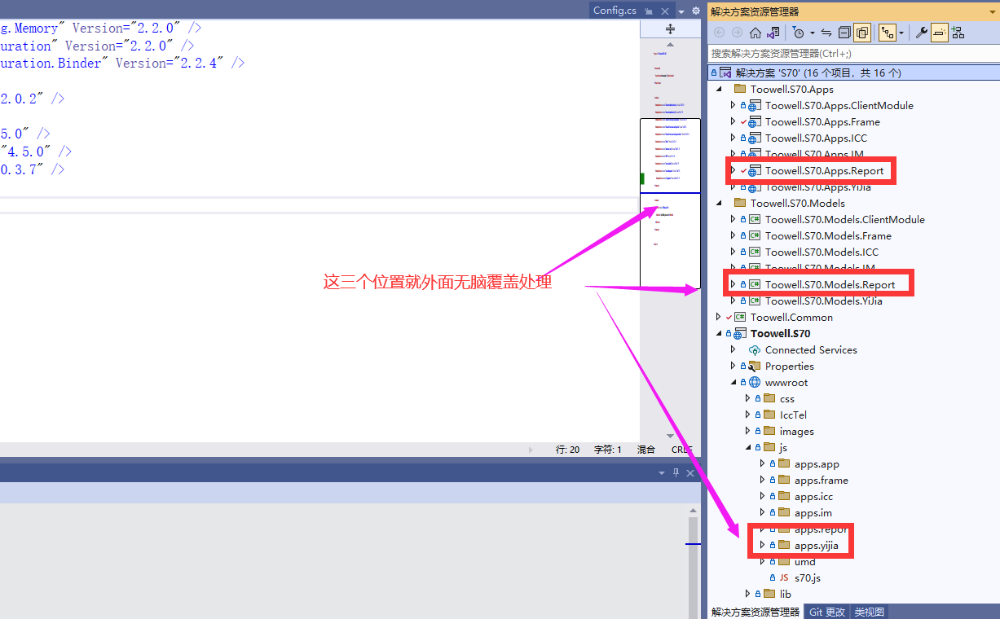 Config.cs
g.Memory" Version="2.2.0" />
uration" Version="2.2.0" />
uration.Binder" Version="2.2.4" />
2.0.2" />
5.0" />
"4.5.0" />
0.3.7" />
这三个位置就外面无脑覆盖处理
行: 20 字符: 1 混合 CRLF
解决方案资源管理器
搜索解决方案资源管理器(Ctrl+;)
解决方案 'S70' (16 个项目，共 16 个)
Toowell.S70.Apps
Toowell.S70.Apps.ClientModule
Toowell.S70.Apps.Frame
Toowell.S70.Apps.ICC
Toowell.S70.Apps.IM
Toowell.S70.Apps.Report
Toowell.S70.Apps.YiJia
Toowell.S70.Models
Toowell.S70.Models.ClientModule
Toowell.S70.Models.Frame
Toowell.S70.Models.ICC
Toowell.S70.Models.IM
Toowell.S70.Models.Report
Toowell.S70.Models.YiJia
Toowell.Common
Toowell.S70
Connected Services
Properties
wwwroot
css
IccTel
images
js
apps.app
apps.frame
apps.icc
apps.im
apps.repor
apps.yijia
umd
JS s70.js
lib
解决方案资源管理器 Git 更改 类视图